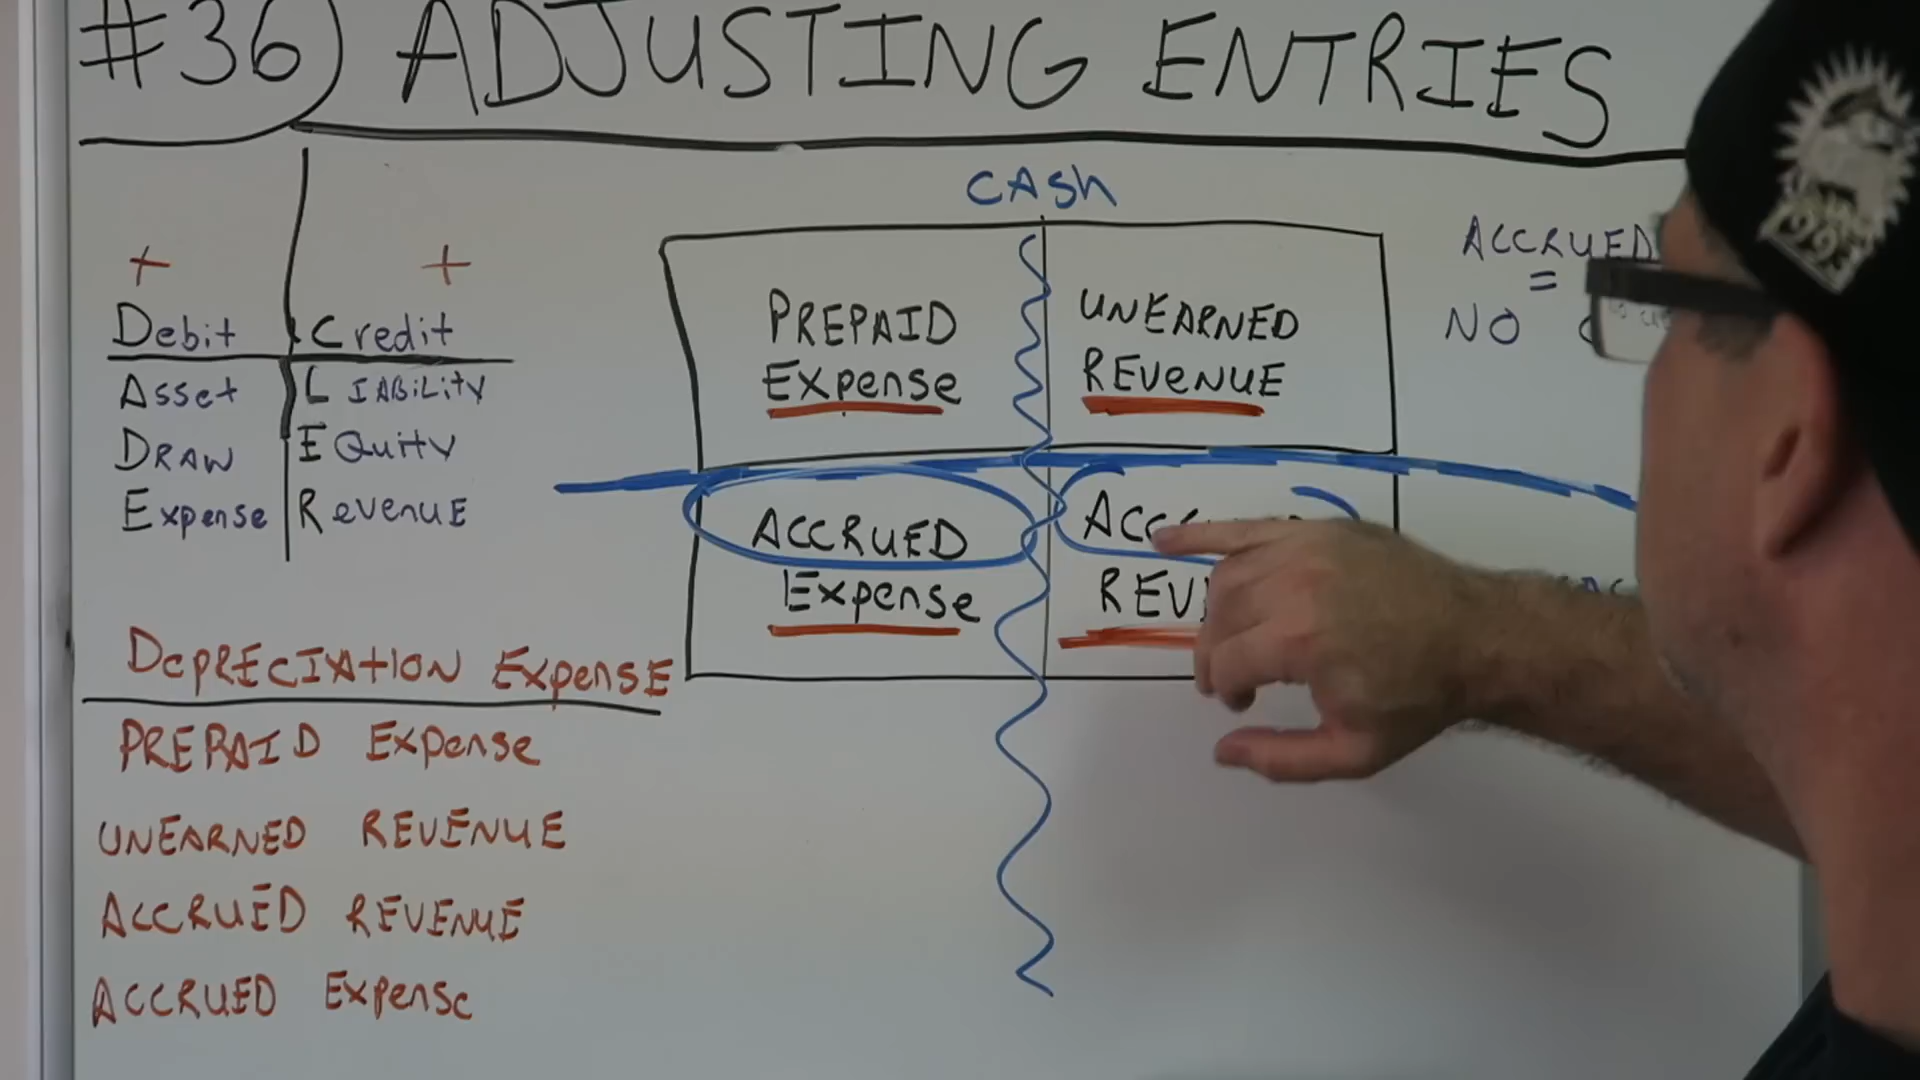 #36) ADJUSTING ENTRIES
CASH
+ +
Debit Credit
Asset LIABILITY
DRAW EQuity
Expense Revenue
PREPAID
Expense
UNEARNED
REVENUE
ACCRUED
Expense
ACCRUED
=
NO
DEPRECIATION Expense
PREPAID Expense
UNEARNED REVENUE
ACCRUED REVENUE
ACCRUED Expense
1993